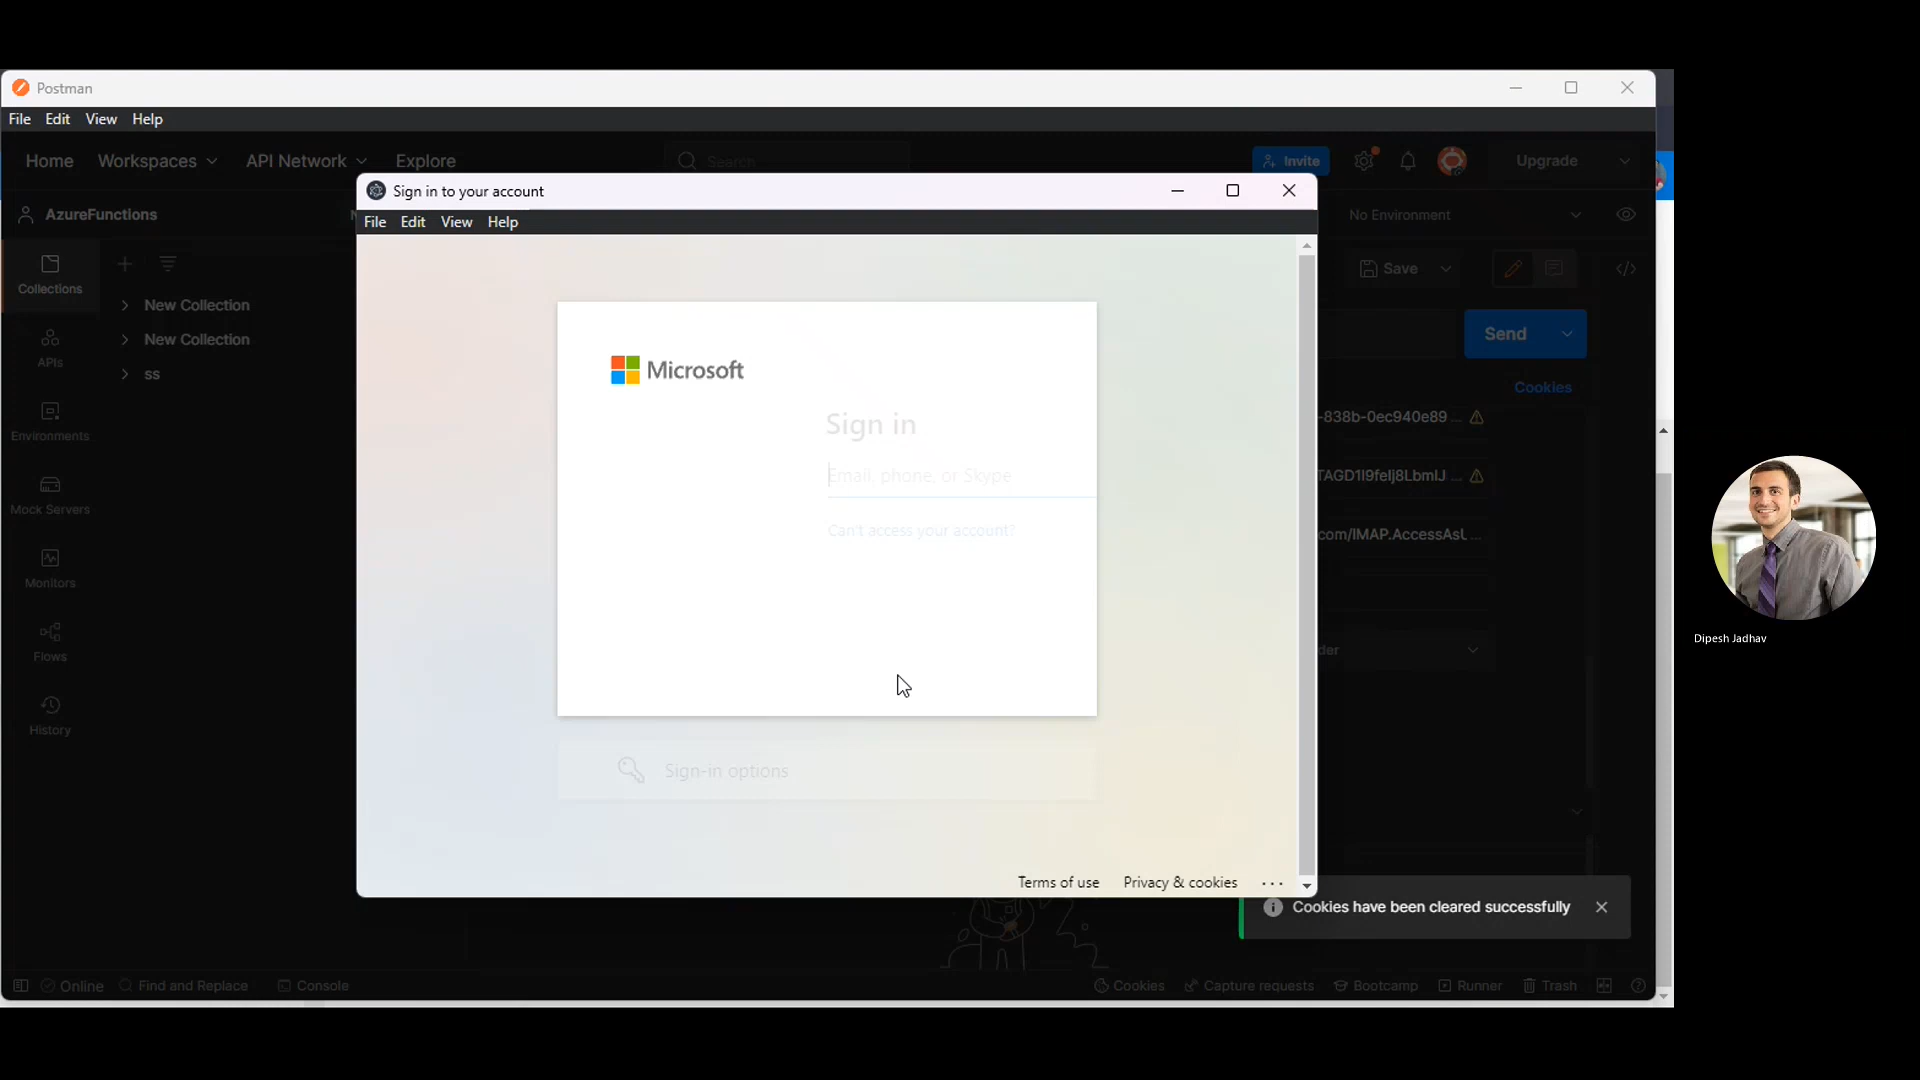 Postman
File Edit View Help
Home Workspaces API Network Explore
Search
Invite
Upgrade
Sign in to your account
AzureFunctions
No Environment
File Edit View Help
Collections
Save
New Collection
APIs
New Collection
Send
ss
Microsoft
Cookies
Environments
Sign in
-838b-0ec940e89...
Email, phone, or Skype
Mock Servers
Can't access your account?
com/IMAP.AccessAsU...
Monitors
Dipesh Jadhav
der
Flows
History
Sign-in options
Terms of use Privacy & cookies ...
Cookies have been cleared successfully
Online Find and Replace Console
Cookies Capture requests Bootcamp Runner Trash